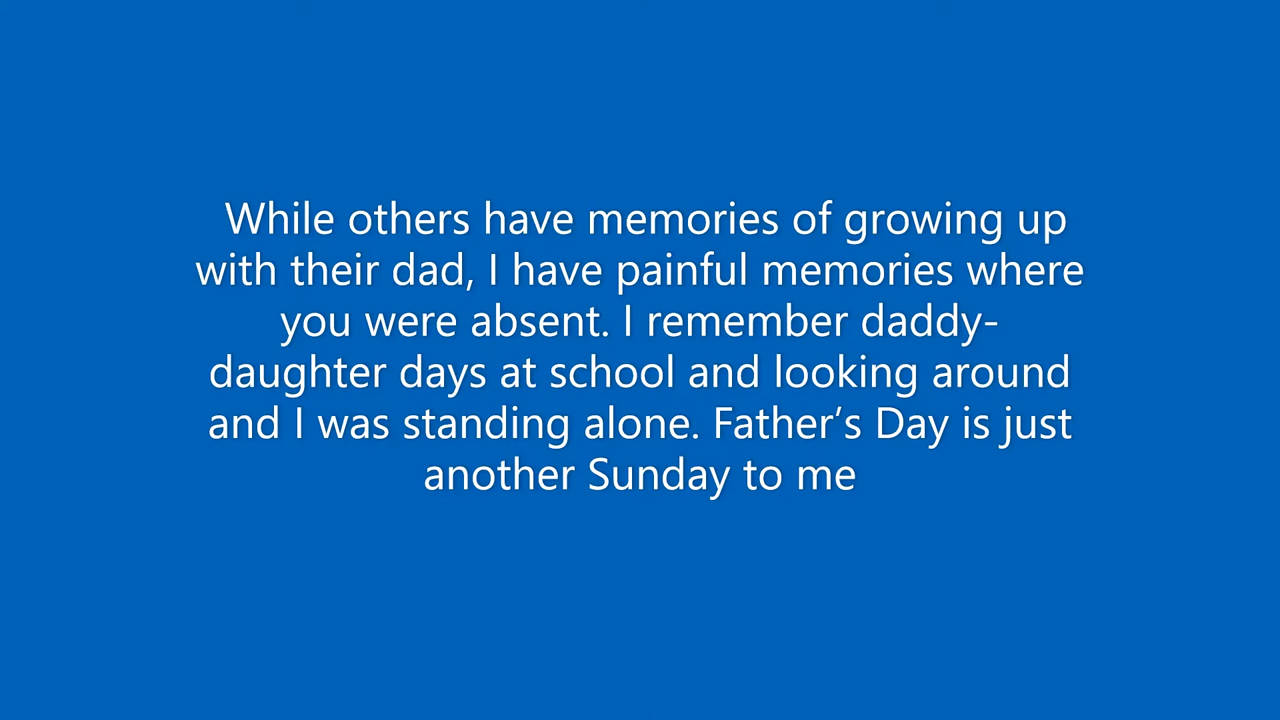 While others have memories of growing up
with their dad, I have painful memories where
you were absent. I remember daddy-
daughter days at school and looking around
and I was standing alone. Father’s Day is just
another Sunday to me